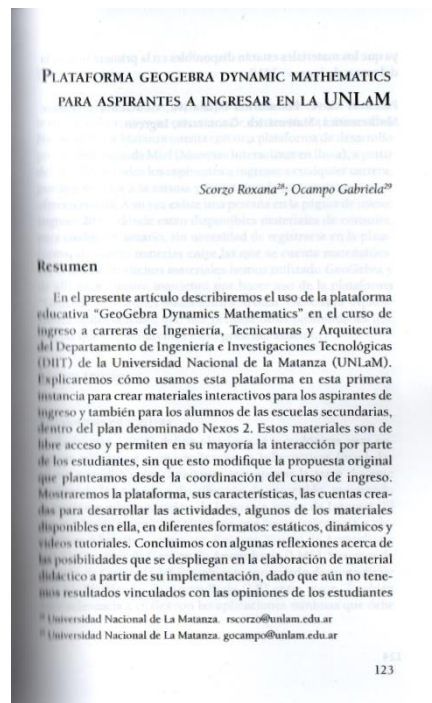 PLATAFORMA GEOGEBRA DYNAMIC MATHEMATICS
PARA ASPIRANTES A INGRESAR EN LA UNLAM
Scorzo Roxana28; Ocampo Gabriela29
Resumen
En el presente artículo describiremos el uso de la plataforma
educativa “GeoGebra Dynamics Mathematics” en el curso de
ingreso a carreras de Ingeniería, Tecnicaturas y Arquitectura
del Departamento de Ingeniería e Investigaciones Tecnológicas
(DIIT) de la Universidad Nacional de la Matanza (UNLaM).
Explicaremos cómo usamos esta plataforma en esta primera
instancia para crear materiales interactivos para los aspirantes de
ingreso y también para los alumnos de las escuelas secundarias,
dentro del plan denominado Nexos 2. Estos materiales son de
libre acceso y permiten en su mayoría la interacción por parte
de los estudiantes, sin que esto modifique la propuesta original
que planteamos desde la coordinación del curso de ingreso.
Mostraremos la plataforma, sus características, las cuentas crea-
das para desarrollar las actividades, algunos de los materiales
disponibles en ella, en diferentes formatos: estáticos, dinámicos y
videos tutoriales. Concluimos con algunas reflexiones acerca de
las posibilidades que se despliegan en la elaboración de material
didáctico a partir de su implementación, dado que aún no tene-
mos resultados vinculados con las opiniones de los estudiantes
Universidad Nacional de La Matanza. rscorzo@unlam.edu.ar
Universidad Nacional de La Matanza. gocampo@unlam.edu.ar
123